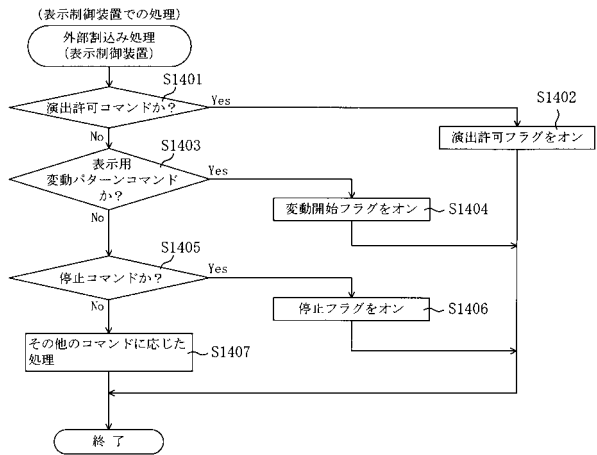 (表示制御装置での処理)
外部割込み処理
(表示制御装置)
S1401
演出許可コマンドか?
Yes
No
S1402
演出許可フラグをオン
S1403
表示用
変動パターンコマンド
か?
Yes
No
変動開始フラグをオン
S1404
S1405
停止コマンドか?
Yes
No
停止フラグをオン
S1406
その他のコマンドに応じた
処理
S1407
終了